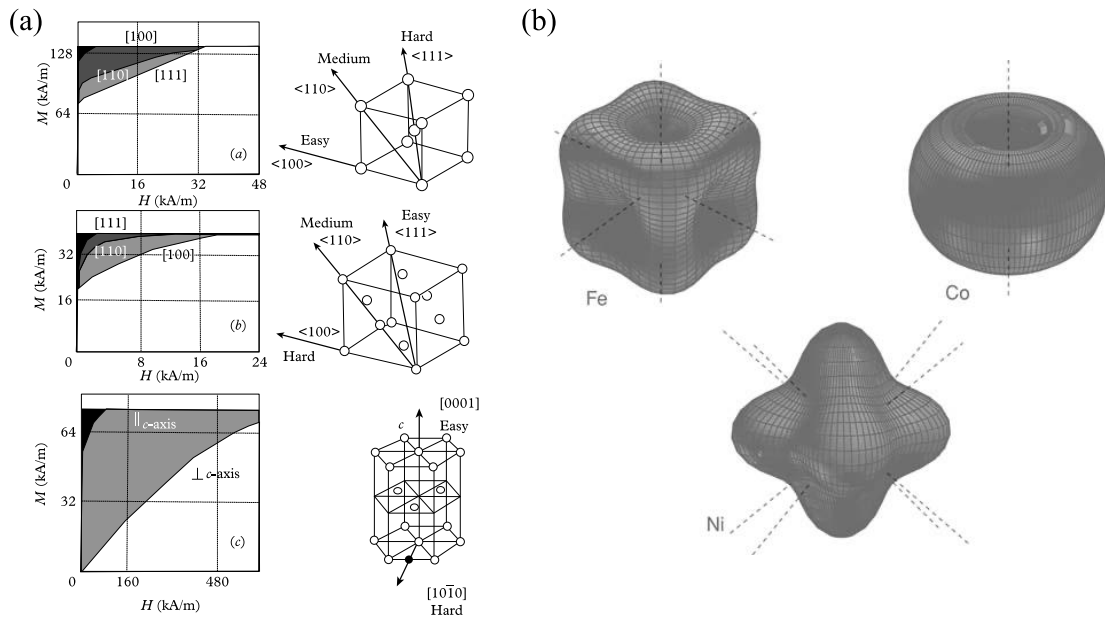 (a)
[100]
128
[110]
[111]
64
M (kA/m)
(a)
0
16
32
48
H (kA/m)
Hard
<111>
Medium
<110>
Easy
<100>
[111]
32
[110]
[100]
16
M (kA/m)
(b)
0
8
16
24
H (kA/m)
Medium
<110>
Easy
<111>
<100>
Hard
64
|| c-axis
⊥ c-axis
32
M (kA/m)
(c)
0
160
480
H (kA/m)
[0001]
c
Easy
[101̄0]
Hard
(b)
Fe
Co
Ni